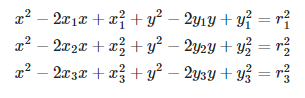 x² − 2x₁x + x₁² + y² − 2y₁y + y₁² = r₁²
x² − 2x₂x + x₂² + y² − 2y₂y + y₂² = r₂²
x² − 2x₃x + x₃² + y² − 2y₃y + y₃² = r₃²